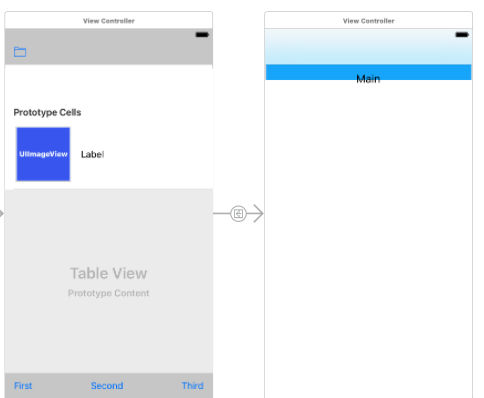 View Controller
Prototype Cells
UIImageView
Label
Table View
Prototype Content
First Second Third
View Controller
Main